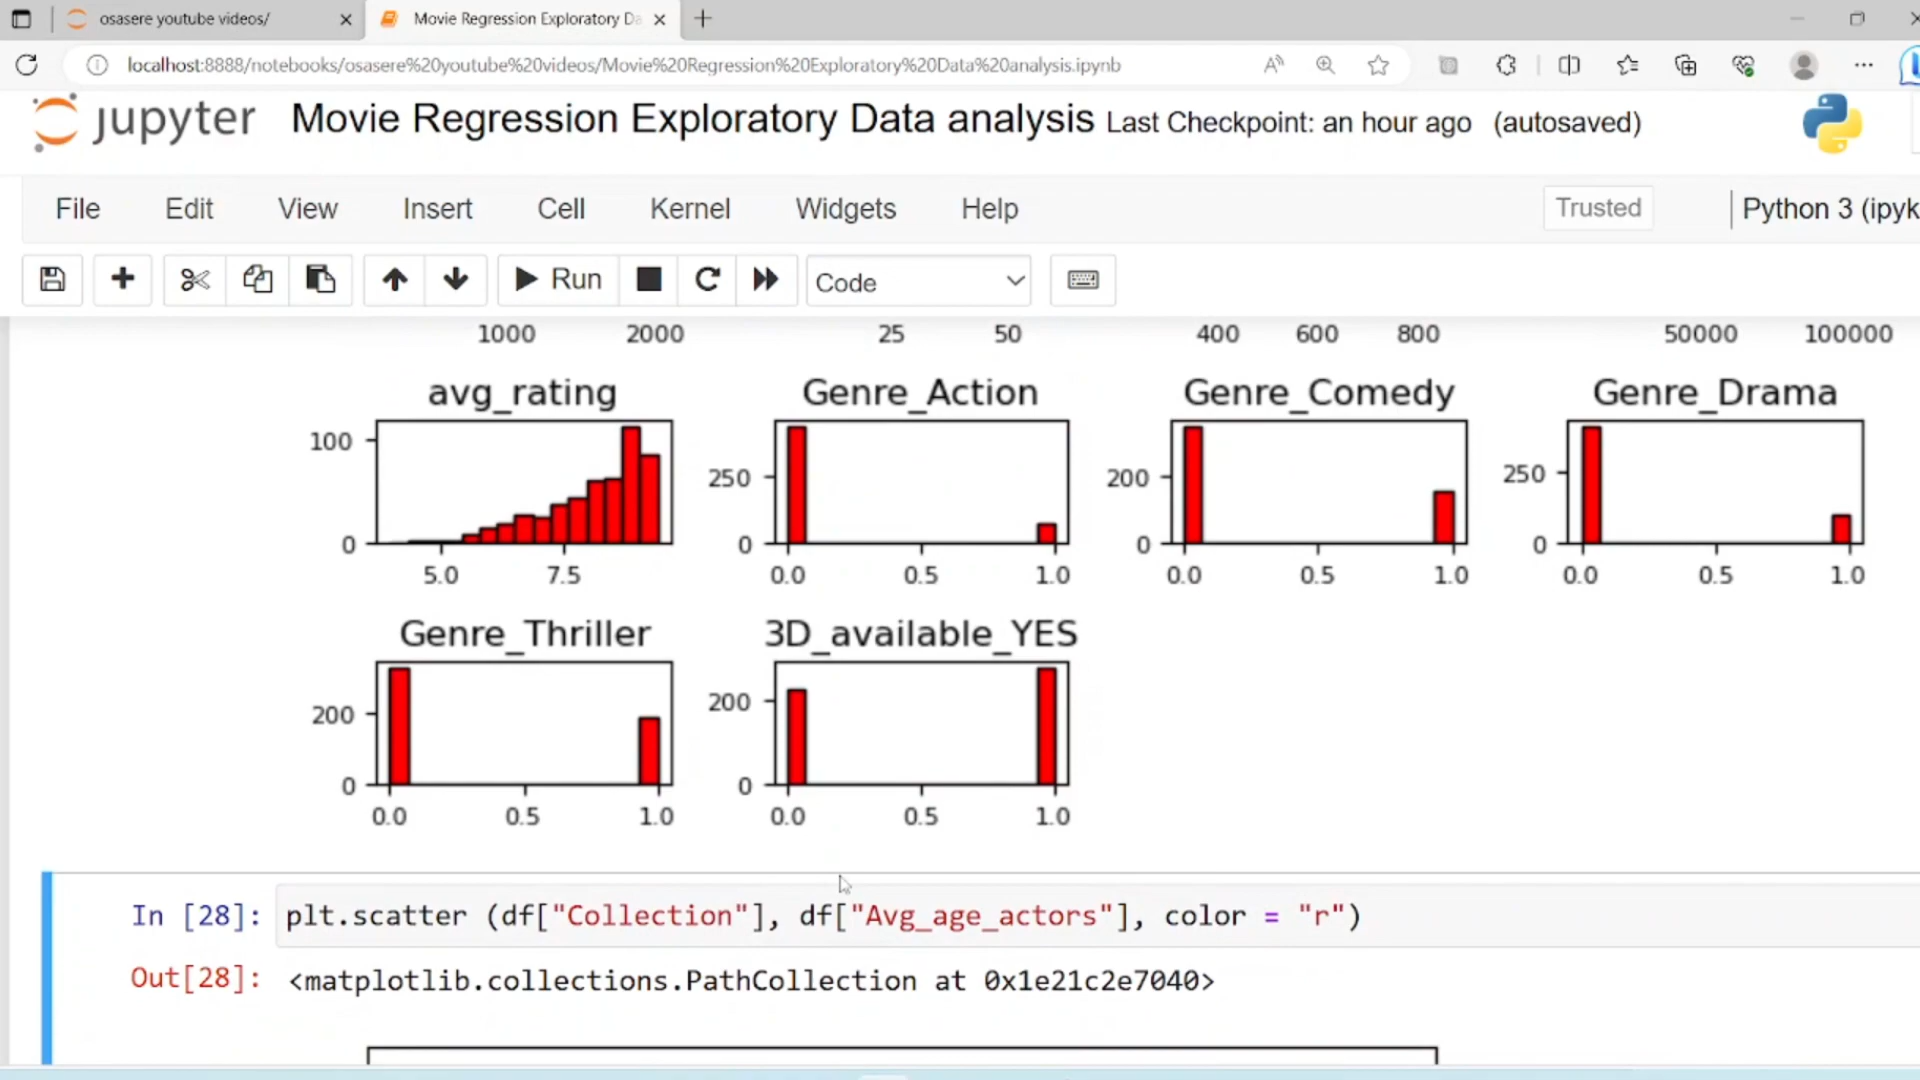 osasere youtube videos/
Movie Regression Exploratory Da
localhost:8888/notebooks/osasere%20youtube%20videos/Movie%20Regression%20Exploratory%20Data%20analysis.ipynb
jupyter Movie Regression Exploratory Data analysis Last Checkpoint: an hour ago (autosaved)
File Edit View Insert Cell Kernel Widgets Help Trusted Python 3 (ipyk
Run Code
1000 2000 25 50 400 600 800 50000 100000
avg_rating Genre_Action Genre_Comedy Genre_Drama
100 250 200 250
0 0 0 0
5.0 7.5 0.0 0.5 1.0 0.0 0.5 1.0 0.0 0.5 1.0
Genre_Thriller 3D_available_YES
200 200
0 0
0.0 0.5 1.0 0.0 0.5 1.0
In [28]: plt.scatter (df["Collection"], df["Avg_age_actors"], color = "r")
Out[28]: <matplotlib.collections.PathCollection at 0x1e21c2e7040>